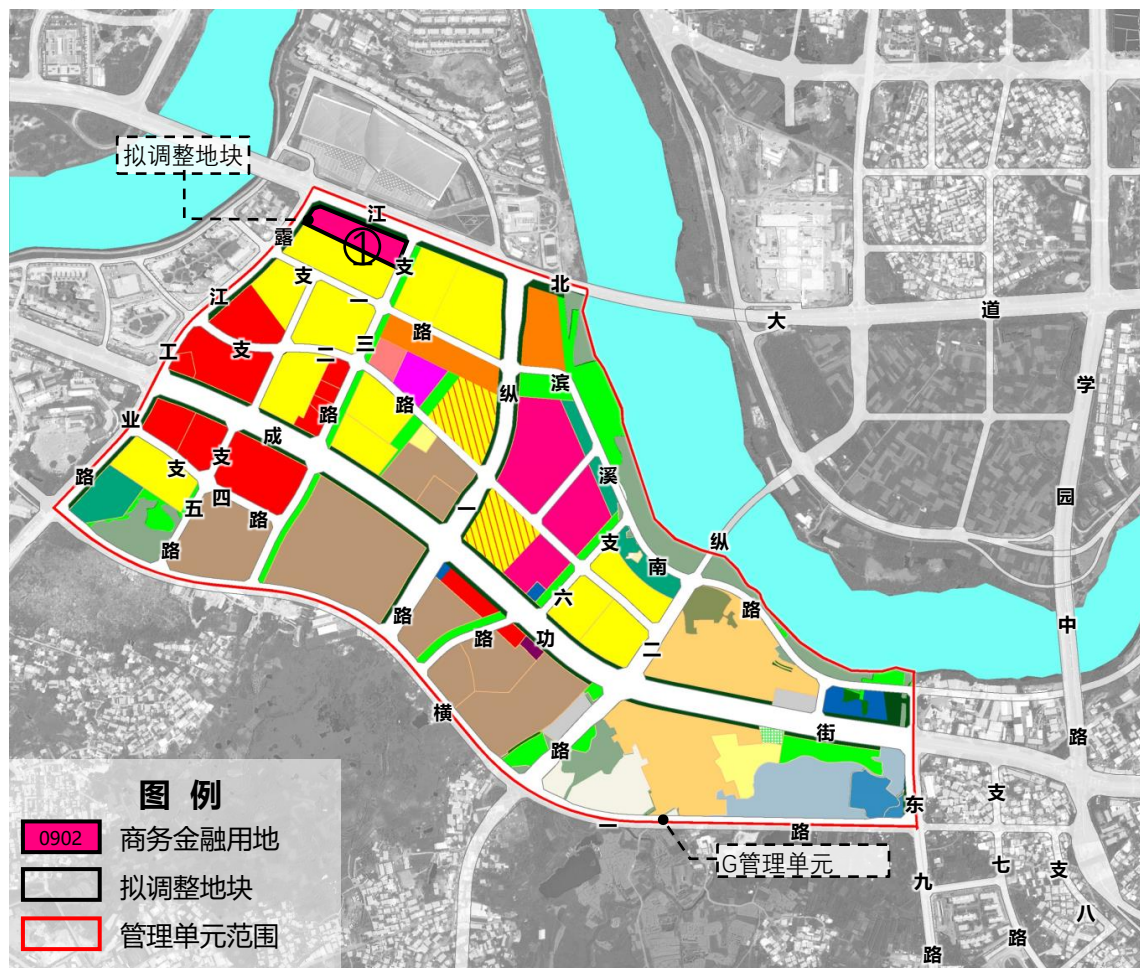 拟调整地块
①
江北大道
露江工业路
支一路
支二路
支三路
支四路
支五路
支六路
成功街
纵一路
纵二路
滨溪南路
横一路
学园中路
东九路
支七路
支八
G管理单元
图 例
0902 商务金融用地
拟调整地块
管理单元范围